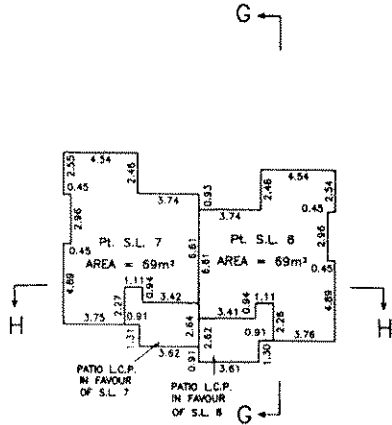 G
2.55
4.54
2.46
0.45
3.74
0.93
2.46
4.54
2.54
3.74
0.45
2.96
Pt. S.L. 7
AREA = 69m²
6.61
6.61
Pt. S.L. 8
AREA = 69m²
2.96
0.45
0.45
4.89
4.89
1.11
0.94
2.27
3.42
0.94
1.11
3.41
2.26
H
H
3.75
0.91
2.64
2.62
0.91
3.76
1.31
3.62
1.30
0.91
3.61
PATIO L.C.P.
IN FAVOUR
OF S.L. 7
PATIO L.C.P.
IN FAVOUR
OF S.L. 8
G